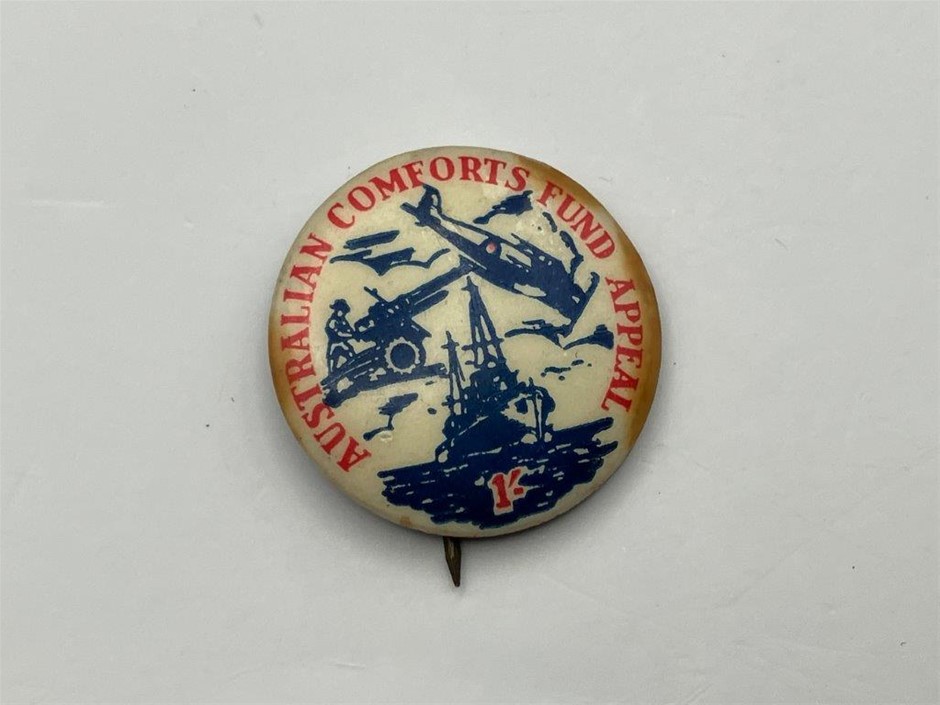 AUSTRALIAN COMFORTS FUND APPEAL
1/-